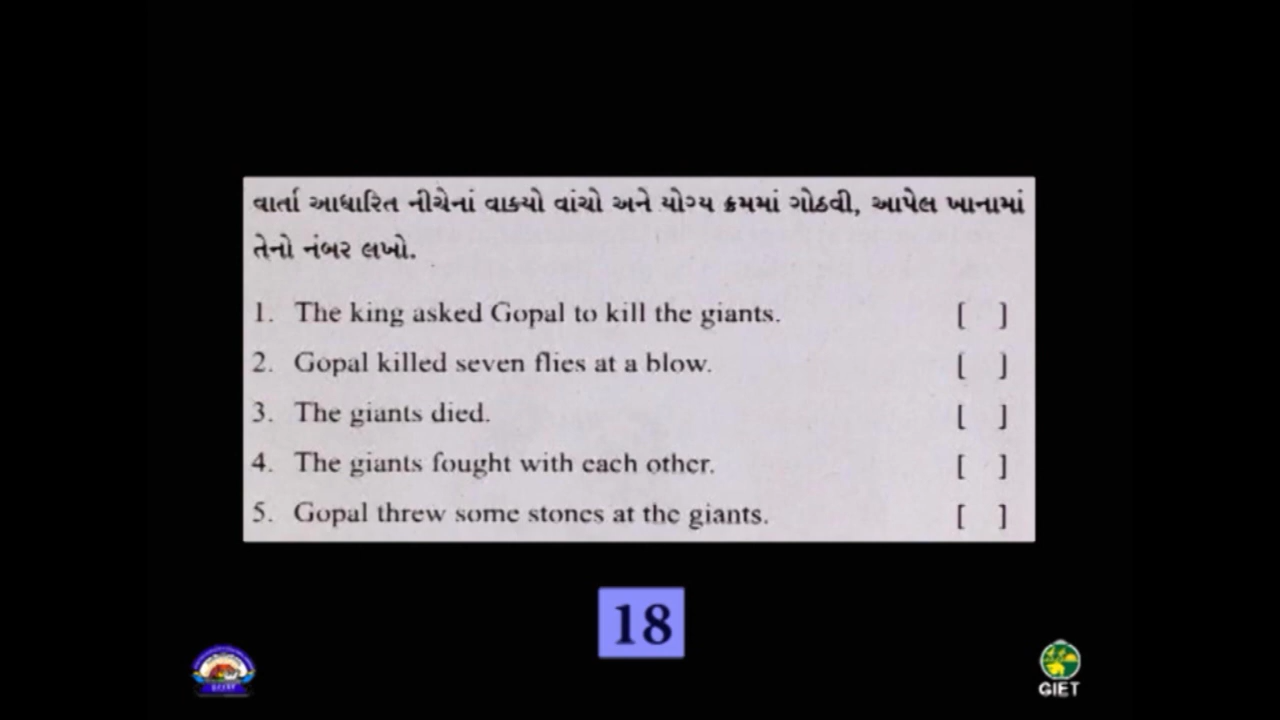 વાર્તા આધારિત નીચેનાં વાક્યો વાંચો અને યોગ્ય ક્રમમાં ગોઠવી, આપેલ ખાનામાં
તેનો નંબર લખો.
1. The king asked Gopal to kill the giants. [ ]
2. Gopal killed seven flies at a blow. [ ]
3. The giants died. [ ]
4. The giants fought with each other. [ ]
5. Gopal threw some stones at the giants. [ ]
18
GIET